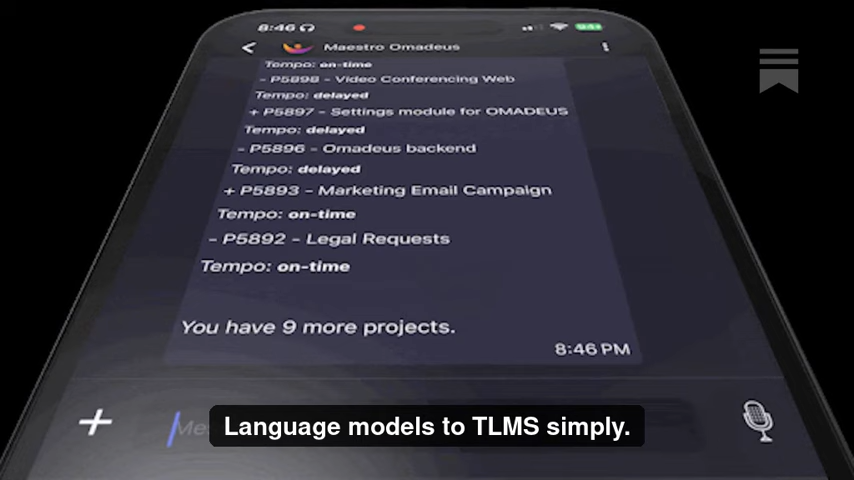 8:46
94+
Maestro Omadeus
Tempo: on-time
- P5898 - Video Conferencing Web
Tempo: delayed
+ P5897 - Settings module for OMADEUS
Tempo: delayed
- P5896 - Omadeus backend
Tempo: delayed
+ P5893 - Marketing Email Campaign
Tempo: on-time
- P5892 - Legal Requests
Tempo: on-time
You have 9 more projects.
8:46 PM
Language models to TLMS simply.